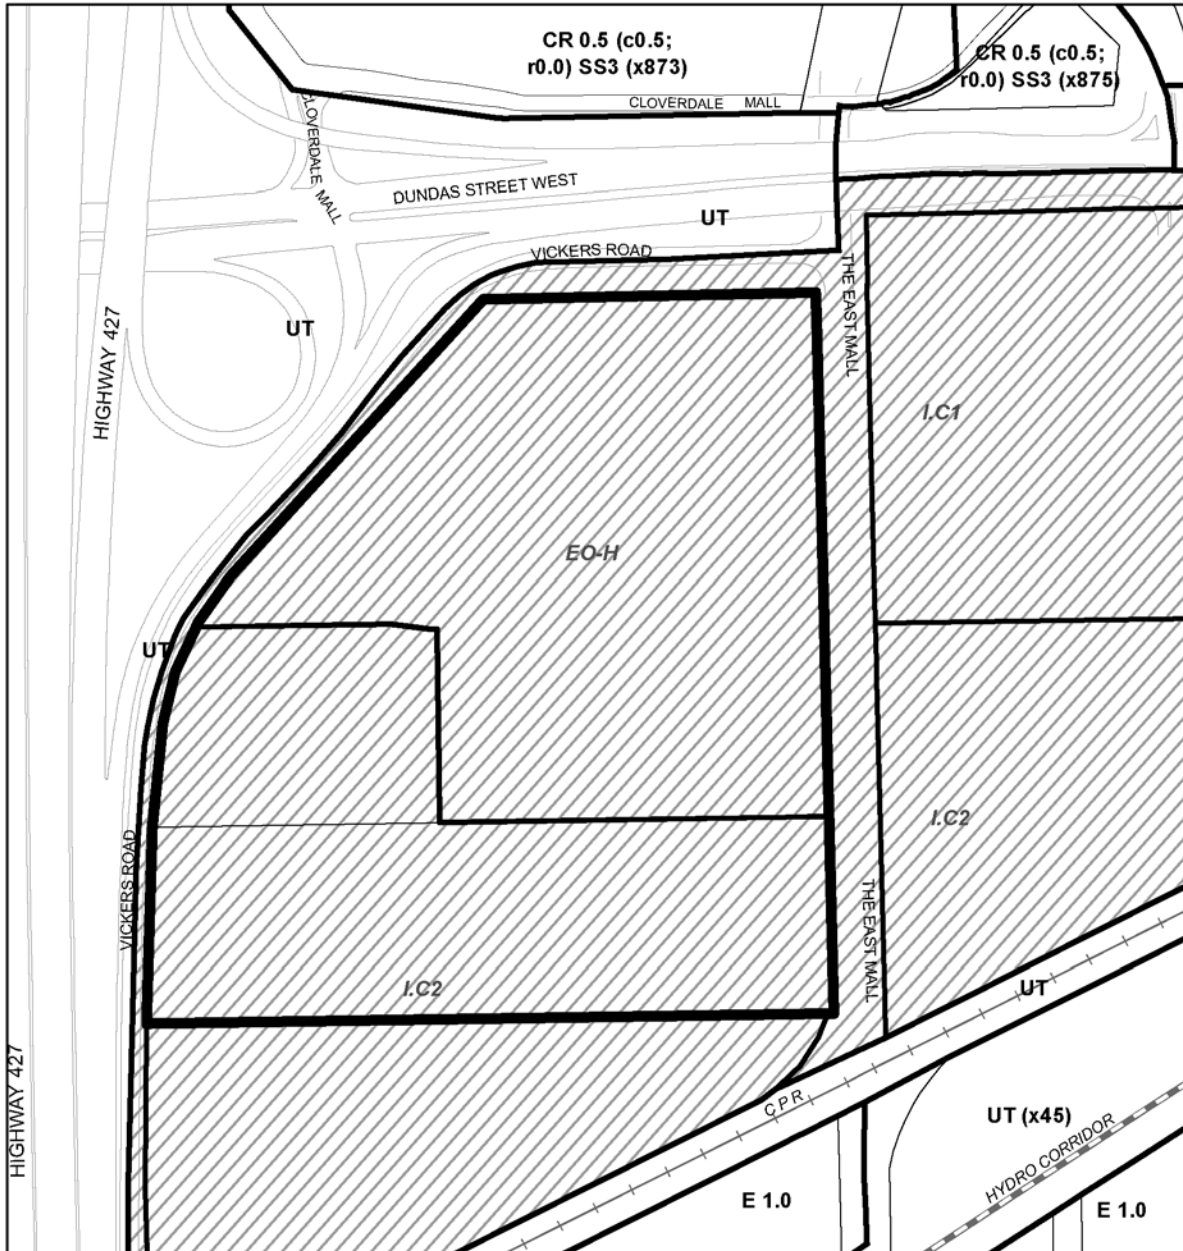 CR 0.5 (c0.5;
r0.0) SS3 (x873)
CR 0.5 (c0.5;
r0.0) SS3 (x875)
CLOVERDALE MALL
CLOVERDALE MALL
DUNDAS STREET WEST
UT
VICKERS ROAD
THE EAST MALL
UT
HIGHWAY 427
I.C1
EO-H
UT
I.C2
VICKERS ROAD
THE EAST MALL
I.C2
UT
HIGHWAY 427
CPR
UT (x45)
HYDRO CORRIDOR
E 1.0
E 1.0